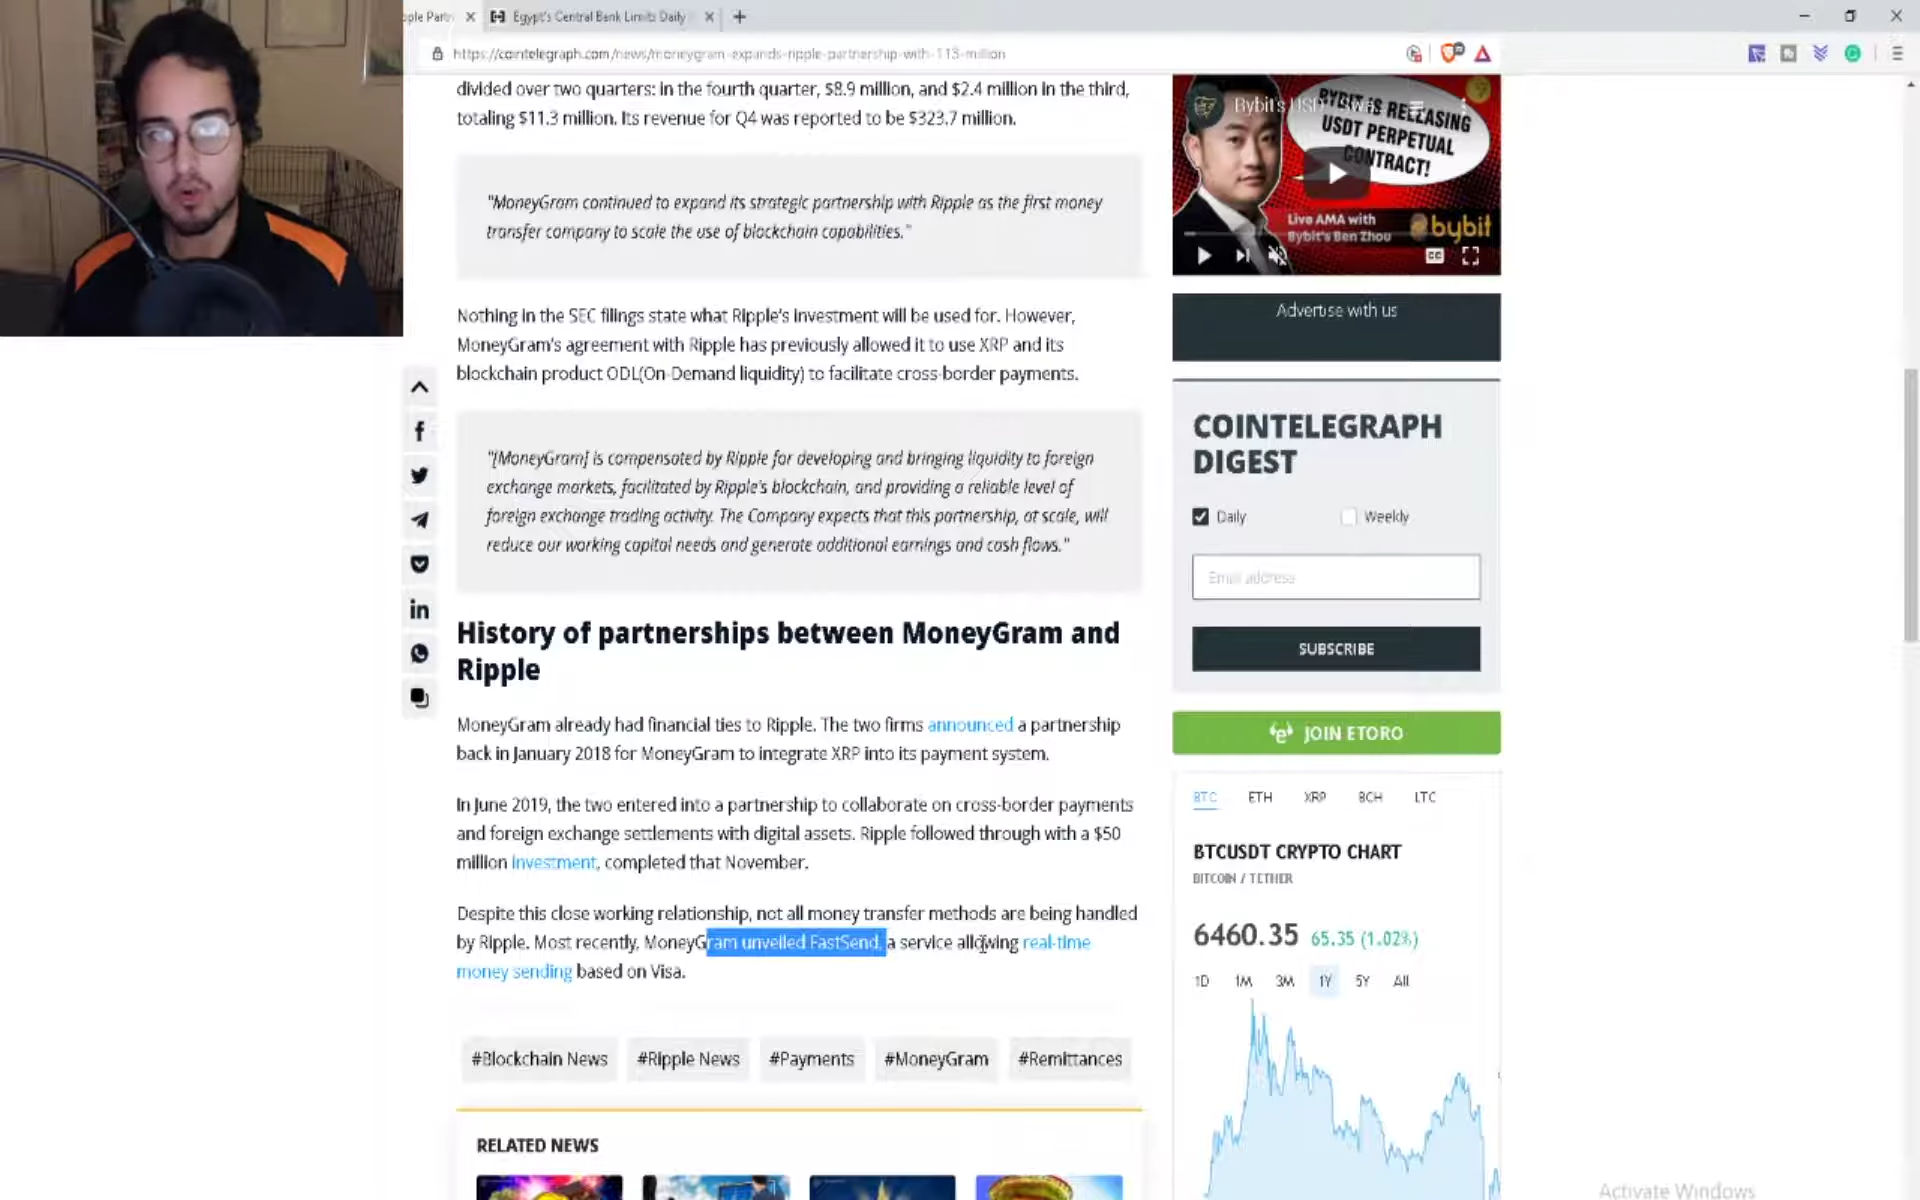 ople Partn
Egypt's Central Bank Limits Daily
https://cointelegraph.com/news/moneygram-expands-ripple-partnership-with-113-million
divided over two quarters: in the fourth quarter, $8.9 million, and $2.4 million in the third,
totaling $11.3 million. Its revenue for Q4 was reported to be $323.7 million.
"MoneyGram continued to expand its strategic partnership with Ripple as the first money
transfer company to scale the use of blockchain capabilities."
Nothing in the SEC filings state what Ripple's investment will be used for. However,
MoneyGram's agreement with Ripple has previously allowed it to use XRP and its
blockchain product ODL(On-Demand liquidity) to facilitate cross-border payments.
"[MoneyGram] is compensated by Ripple for developing and bringing liquidity to foreign
exchange markets, facilitated by Ripple's blockchain, and providing a reliable level of
foreign exchange trading activity. The Company expects that this partnership, at scale, will
reduce our working capital needs and generate additional earnings and cash flows."
History of partnerships between MoneyGram and
Ripple
MoneyGram already had financial ties to Ripple. The two firms announced a partnership
back in January 2018 for MoneyGram to integrate XRP into its payment system.
In June 2019, the two entered into a partnership to collaborate on cross-border payments
and foreign exchange settlements with digital assets. Ripple followed through with a $50
million investment, completed that November.
Despite this close working relationship, not all money transfer methods are being handled
by Ripple. Most recently, MoneyGram unveiled FastSend, a service allowing real-time
money sending based on Visa.
#Blockchain News
#Ripple News
#Payments
#MoneyGram
#Remittances
RELATED NEWS
Bybit's
BYBIT IS RELEASING
USDT PERPETUAL
CONTRACT!
Live AMA with
Bybit's Ben Zhou
bybit
CC
Advertise with us
COINTELEGRAPH
DIGEST
Daily
Weekly
Email address
SUBSCRIBE
JOIN ETORO
BTC ETH XRP BCH LTC
BTCUSDT CRYPTO CHART
BITCOIN / TETHER
6460.35 65.35 (1.02%)
1D 1M 3M 1Y 5Y All
Activate Windows